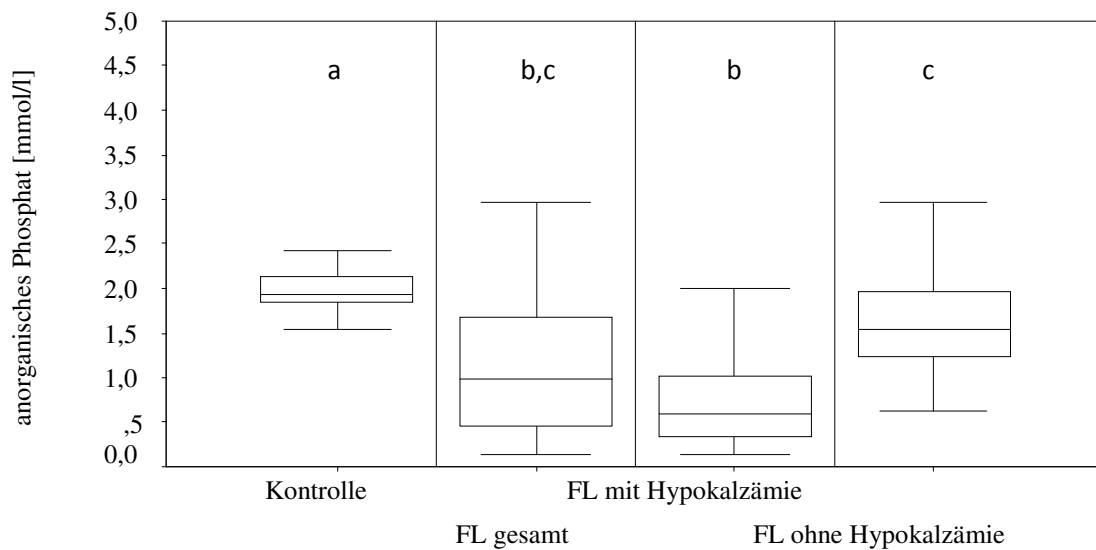 anorganisches Phosphat [mmol/l]
5,0
4,5
4,0
3,5
3,0
2,5
2,0
1,5
1,0
,5
0,0
a
b,c
b
c
Kontrolle
FL mit Hypokalzämie
FL gesamt
FL ohne Hypokalzämie